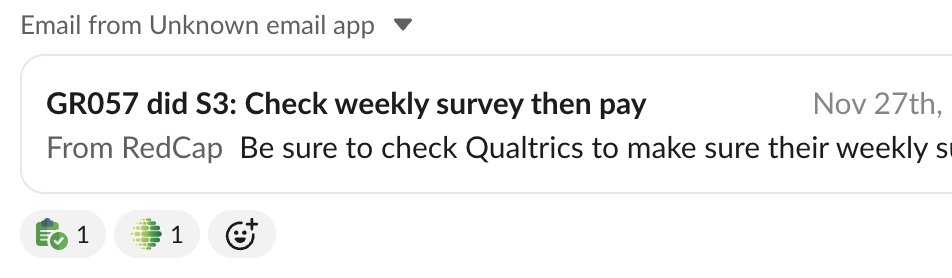 Email from Unknown email app
GR057 did S3: Check weekly survey then pay Nov 27th,
From RedCap Be sure to check Qualtrics to make sure their weekly
1 1